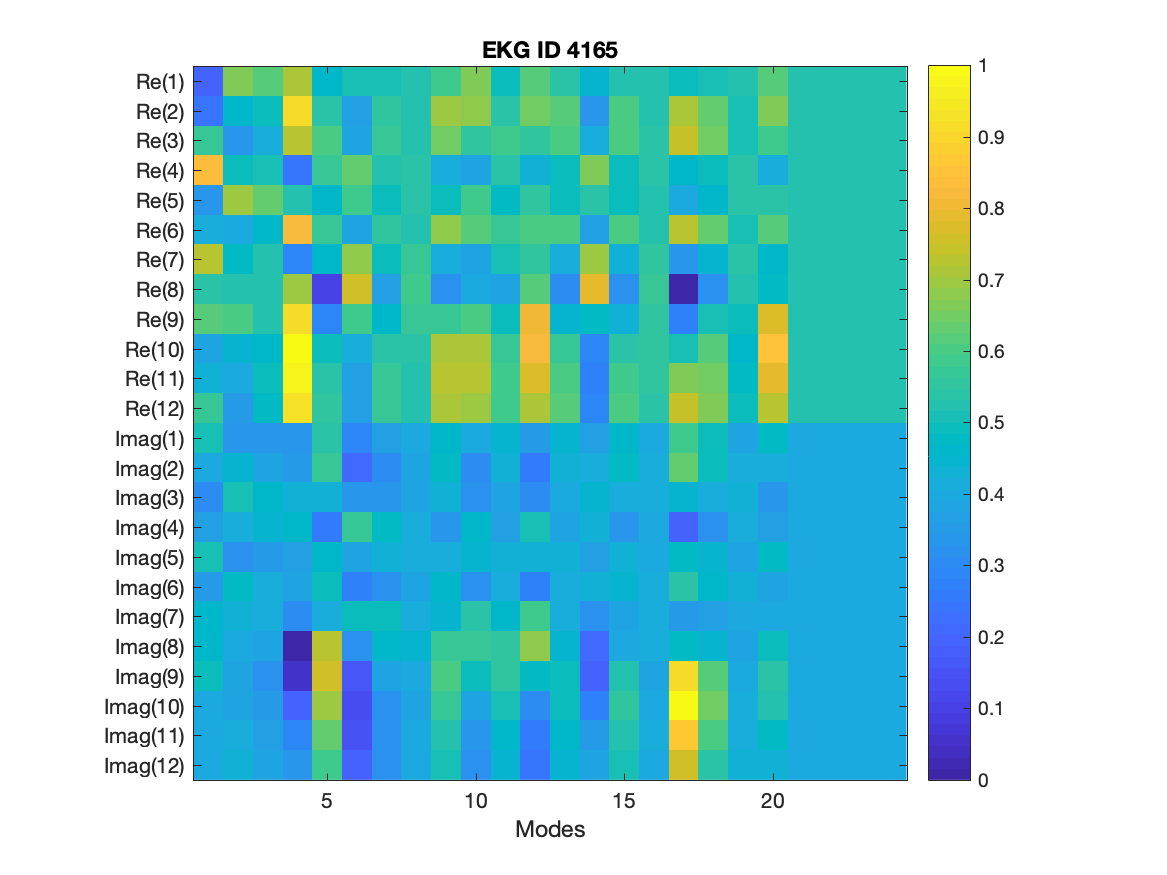 EKG ID 4165
Re(1)
Re(2)
Re(3)
Re(4)
Re(5)
Re(6)
Re(7)
Re(8)
Re(9)
Re(10)
Re(11)
Re(12)
Imag(1)
Imag(2)
Imag(3)
Imag(4)
Imag(5)
Imag(6)
Imag(7)
Imag(8)
Imag(9)
Imag(10)
Imag(11)
Imag(12)
5 10 15 20
Modes
1
0.9
0.8
0.7
0.6
0.5
0.4
0.3
0.2
0.1
0